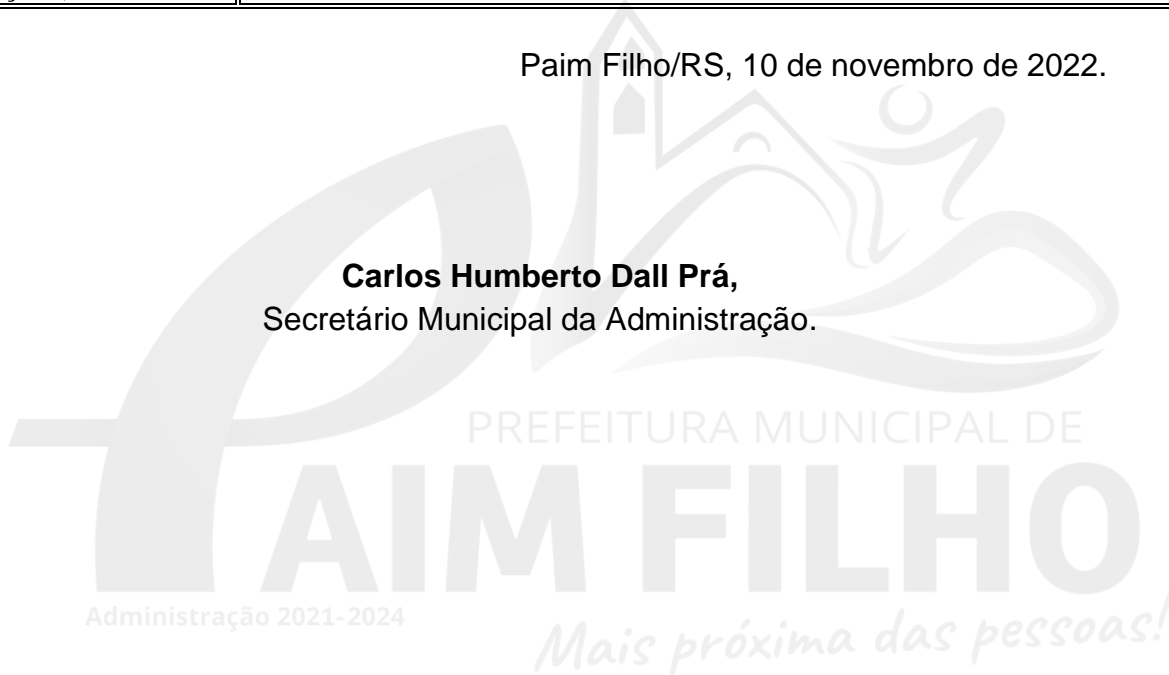 Paim Filho/RS, 10 de novembro de 2022.
Carlos Humberto Dall Prá,
Secretário Municipal da Administração.
PREFEITURA MUNICIPAL DE
PAIM FILHO
Administração 2021-2024
Mais próxima das pessoas!